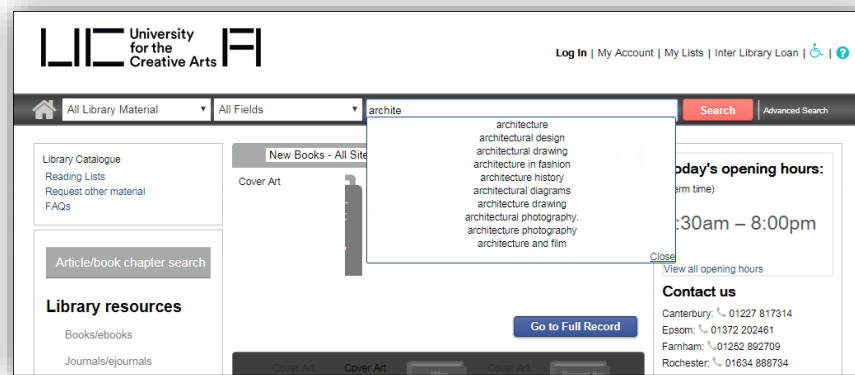 University
for the
Creative Arts
Log In | My Account | My Lists | Inter Library Loan |
All Library Material
All Fields
archite
Search
Advanced Search
architecture
architectural design
architectural drawing
architecture in fashion
architecture history
architectural diagrams
architecture drawing
architectural photography.
architecture photography
architecture and film
Close
Library Catalogue
Reading Lists
Request other material
FAQs
Article/book chapter search
Library resources
Books/ebooks
Journals/ejournals
New Books - All Site
Cover Art
Go to Full Record
Cover Art Cover Art Cover Art
oday's opening hours:
erm time)
:30am – 8:00pm
View all opening hours
Contact us
Canterbury: 01227 817314
Epsom: 01372 202461
Farnham: 01252 892709
Rochester: 01634 888734